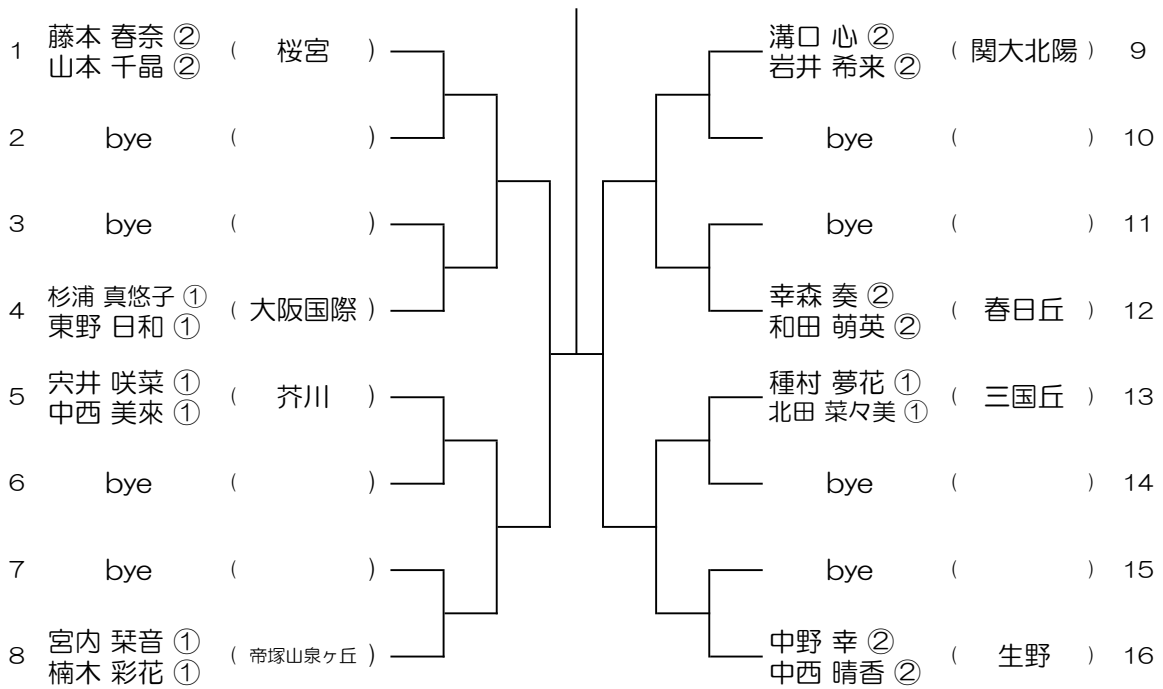 1 藤本 春奈 ② ( 桜宮 )
山本 千晶 ②
2 bye ( )
3 bye ( )
4 杉浦 真悠子 ① ( 大阪国際 )
東野 日和 ①
5 宍井 咲菜 ① ( 芥川 )
中西 美來 ①
6 bye ( )
7 bye ( )
8 宮内 栞音 ① ( 帝塚山泉ヶ丘 )
楠木 彩花 ①
溝口 心 ② ( 関大北陽 ) 9
岩井 希来 ②
bye ( ) 10
bye ( ) 11
幸森 奏 ② ( 春日丘 ) 12
和田 萌英 ②
種村 夢花 ① ( 三国丘 ) 13
北田 菜々美 ①
bye ( ) 14
bye ( ) 15
中野 幸 ② ( 生野 ) 16
中西 晴香 ②